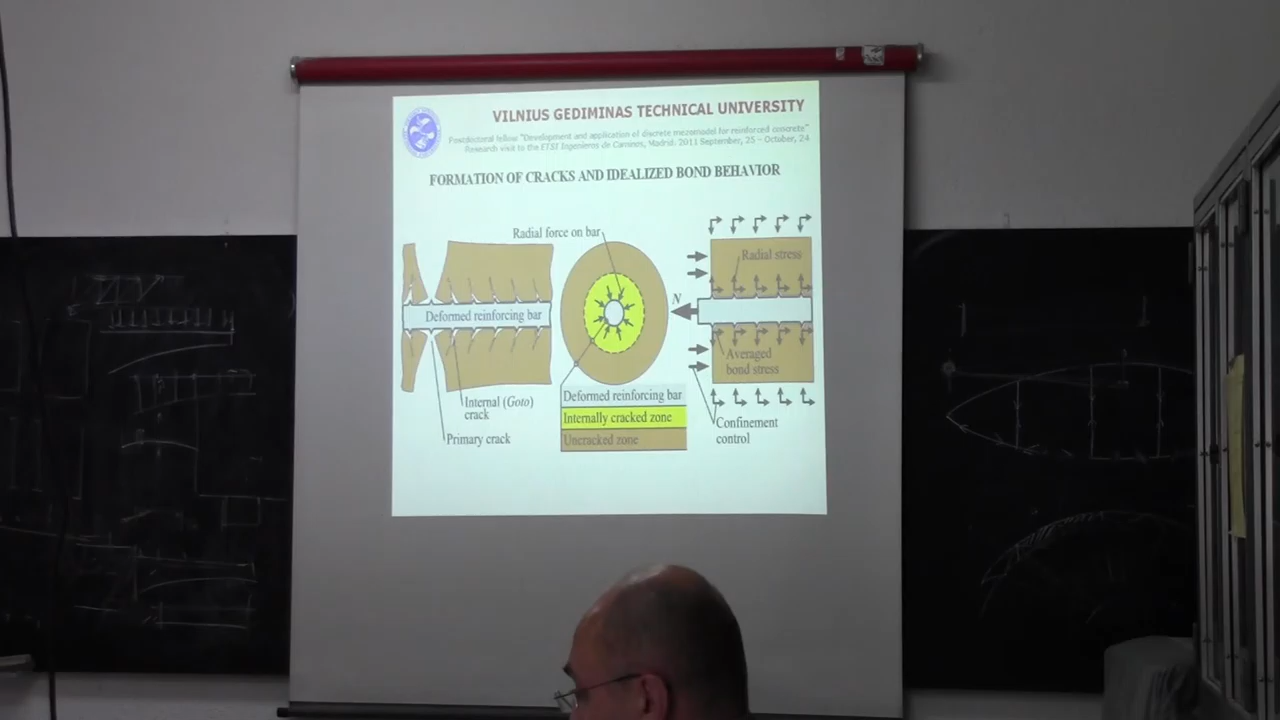 VILNIUS GEDIMINAS TECHNICAL UNIVERSITY
Postdoctoral fellow "Development and application of discrete mezomodel for reinforced concrete"
Research visit to the ETSI Ingenieros de Caminos, Madrid. 2011 September, 25 – October, 24
FORMATION OF CRACKS AND IDEALIZED BOND BEHAVIOR
Radial force on bar
Radial stress
N
Deformed reinforcing bar
Averaged
bond stress
Internal (Goto)
crack
Primary crack
Deformed reinforcing bar
Internally cracked zone
Uncracked zone
Confinement
control